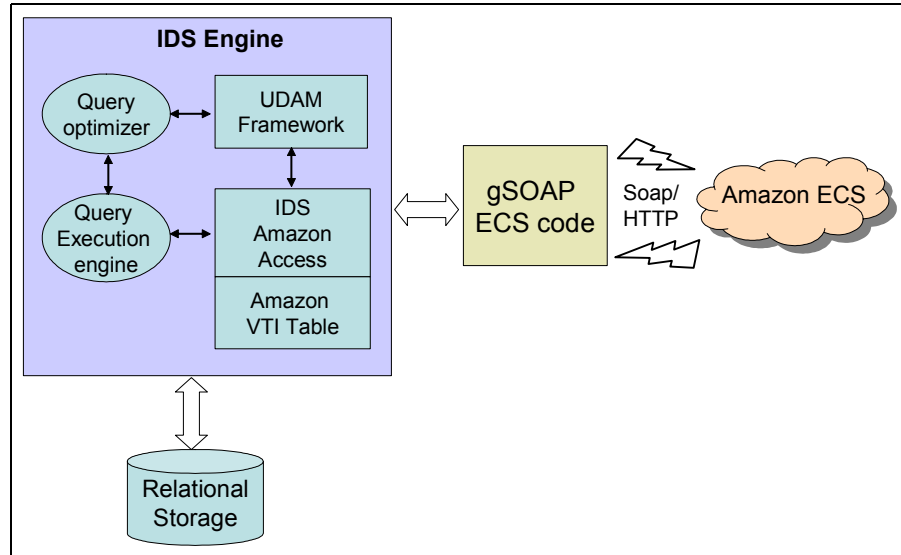 IDS Engine
Query
optimizer
UDAM
Framework
Query
Execution
engine
IDS
Amazon
Access
Amazon
VTI Table
gSOAP
ECS code
Soap/
HTTP
Amazon ECS
Relational
Storage